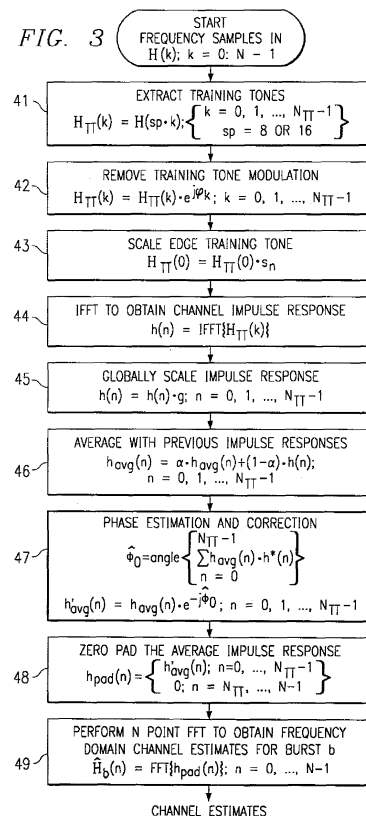 FIG. 3
START
FREQUENCY SAMPLES IN
H(k); k = 0: N - 1
41
EXTRACT TRAINING TONES
H_TT(k) = H(sp·k); { k = 0, 1, ..., N_TT−1
sp = 8 OR 16 }
42
REMOVE TRAINING TONE MODULATION
H_TT(k) = H_TT(k)·e^jφk; k = 0, 1, ..., N_TT−1
43
SCALE EDGE TRAINING TONE
H_TT(0) = H_TT(0)·s_n
44
IFFT TO OBTAIN CHANNEL IMPULSE RESPONSE
h(n) = IFFT{H_TT(k)}
45
GLOBALLY SCALE IMPULSE RESPONSE
h(n) = h(n)·g; n = 0, 1, ..., N_TT−1
46
AVERAGE WITH PREVIOUS IMPULSE RESPONSES
h_avg(n) = α·h_avg(n)+(1−α)·h(n);
n = 0, 1, ..., N_TT−1
47
PHASE ESTIMATION AND CORRECTION
N_TT−1
Φ̂_0=angle{ ∑h_avg(n)·h*(n) }
n = 0
h'_avg(n) = h_avg(n)·e^−jΦ̂_0; n = 0, 1, ..., N_TT−1
48
ZERO PAD THE AVERAGE IMPULSE RESPONSE
h_pad(n)= { h'_avg(n); n=0, ..., N_TT−1
0; n = N_TT, ..., N−1 }
49
PERFORM N POINT FFT TO OBTAIN FREQUENCY
DOMAIN CHANNEL ESTIMATES FOR BURST b
Ĥ_b(n) = FFT{h_pad(n)}; n = 0, ..., N−1
CHANNEL ESTIMATES